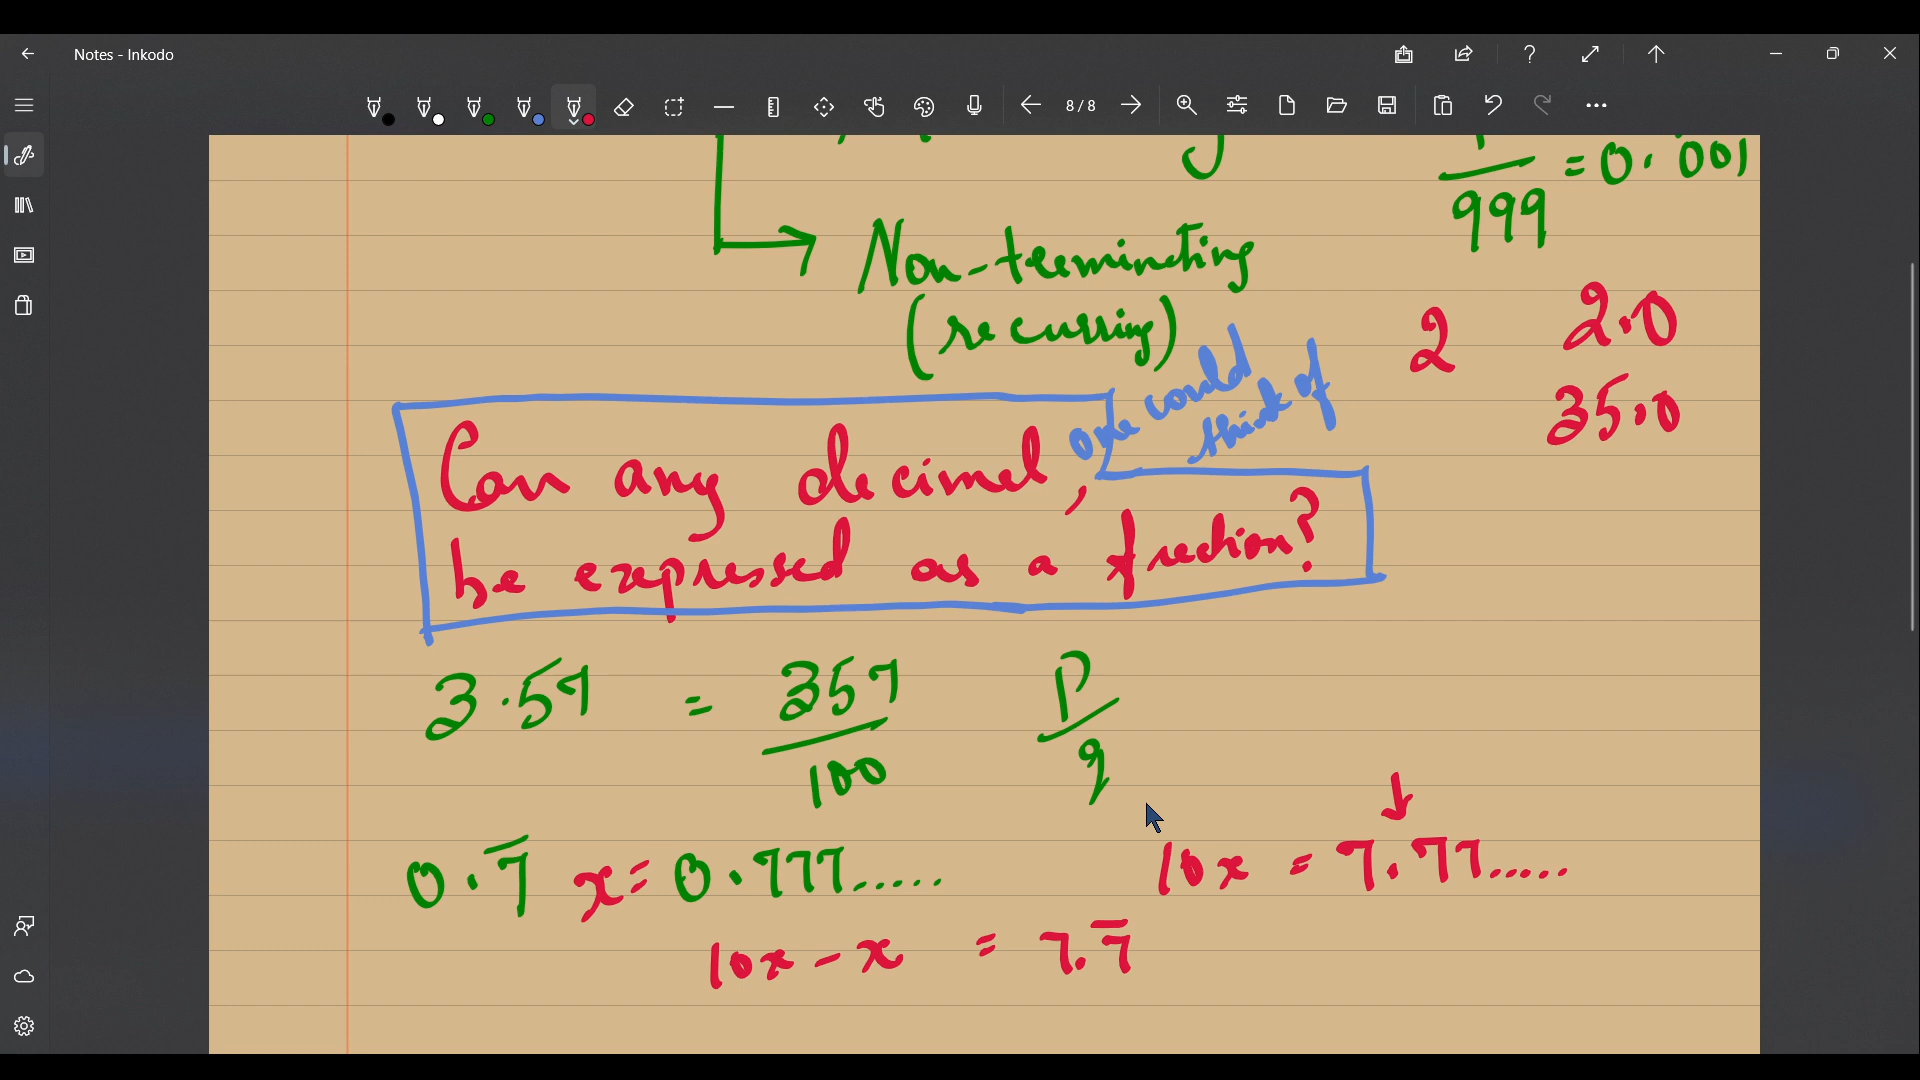 Notes - Inkodo
8 / 8
1/999 = 0.001
Non-terminating
(recurring)
2 2.0
35.0
one could
think of
Can any decimal,
be expressed as a fraction?
3.57 = 357/100 p/q
0.7̅ x = 0.777..... 10x = 7.77.....
10x - x = 7.7̅